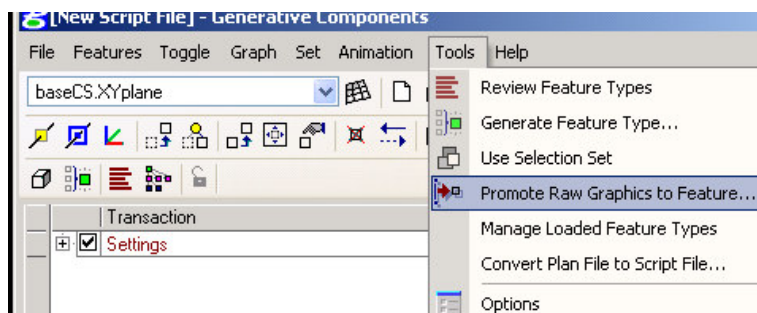 [New Script File] - Generative Components
File Features Toggle Graph Set Animation Tools Help
baseCS.XYplane
Review Feature Types
Generate Feature Type...
Use Selection Set
Promote Raw Graphics to Feature...
Manage Loaded Feature Types
Convert Plan File to Script File...
Options
Transaction
Settings